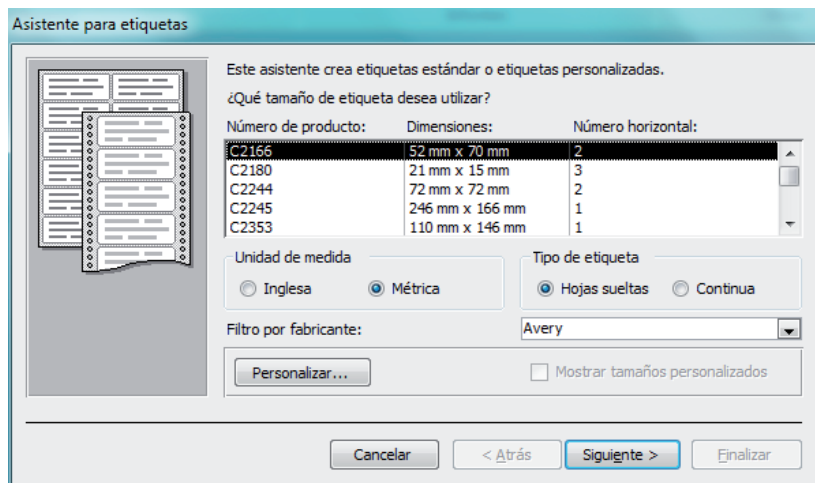 Asistente para etiquetas
Este asistente crea etiquetas estándar o etiquetas personalizadas.
¿Qué tamaño de etiqueta desea utilizar?
Número de producto: Dimensiones: Número horizontal:
C2166 52 mm x 70 mm 2
C2180 21 mm x 15 mm 3
C2244 72 mm x 72 mm 2
C2245 246 mm x 166 mm 1
C2353 110 mm x 146 mm 1
Unidad de medida Tipo de etiqueta
Inglesa Métrica Hojas sueltas Continua
Filtro por fabricante: Avery
Personalizar... Mostrar tamaños personalizados
Cancelar < Atrás Siguiente > Finalizar